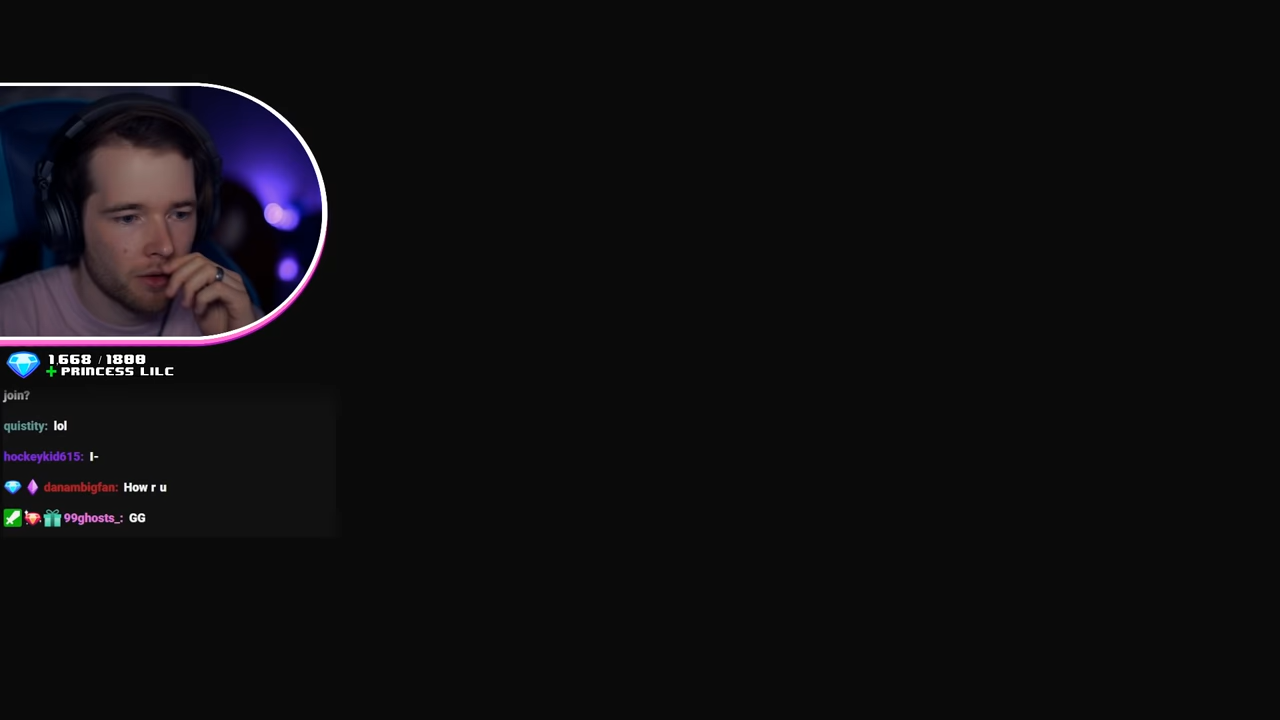 1,668 / 1800
+ PRINCESS LILC
join?
quistity: lol
hockeykid615: I-
danambigfan: How r u
99ghosts_: GG